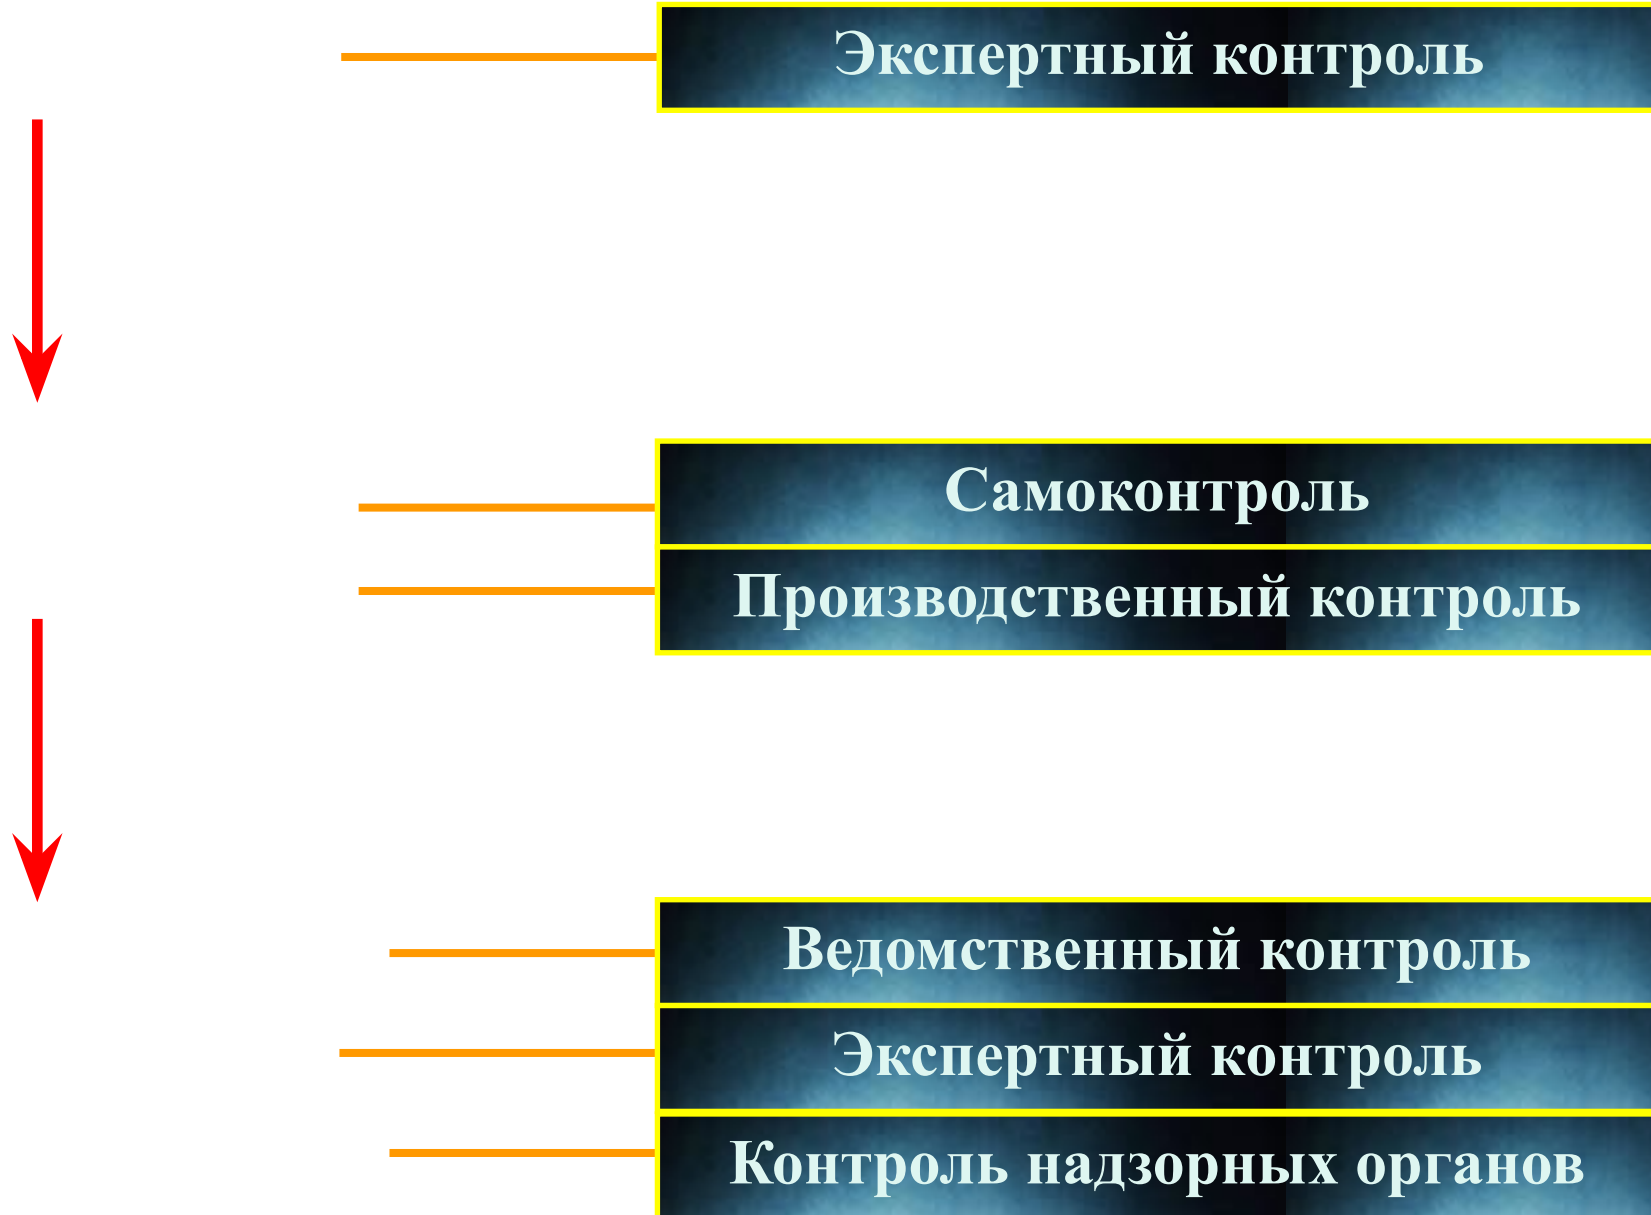 Экспертный контроль
Самоконтроль
Производственный контроль
Ведомственный контроль
Экспертный контроль
Контроль надзорных органов